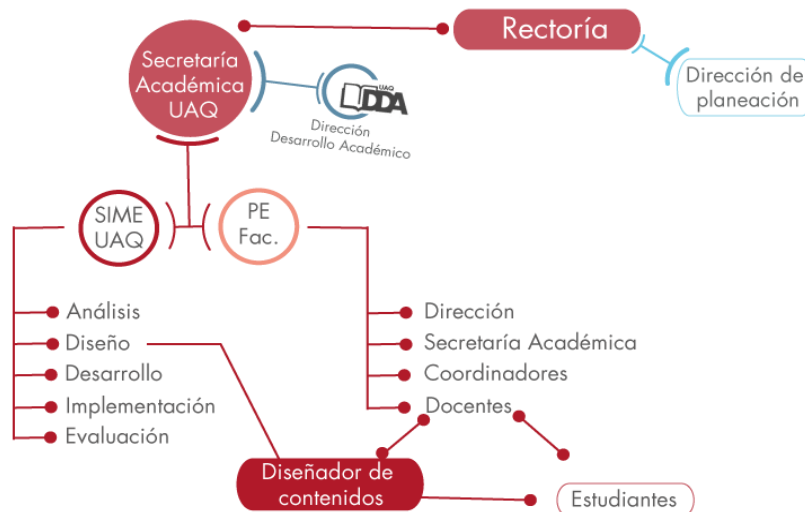 Secretaría
Académica
UAQ
Rectoría
Dirección de
planeación
UAQ
DDA
Dirección
Desarrollo Académico
SIME
UAQ
PE
Fac.
Análisis
Diseño
Desarrollo
Implementación
Evaluación
Dirección
Secretaría Académica
Coordinadores
Docentes
Diseñador de
contenidos
Estudiantes